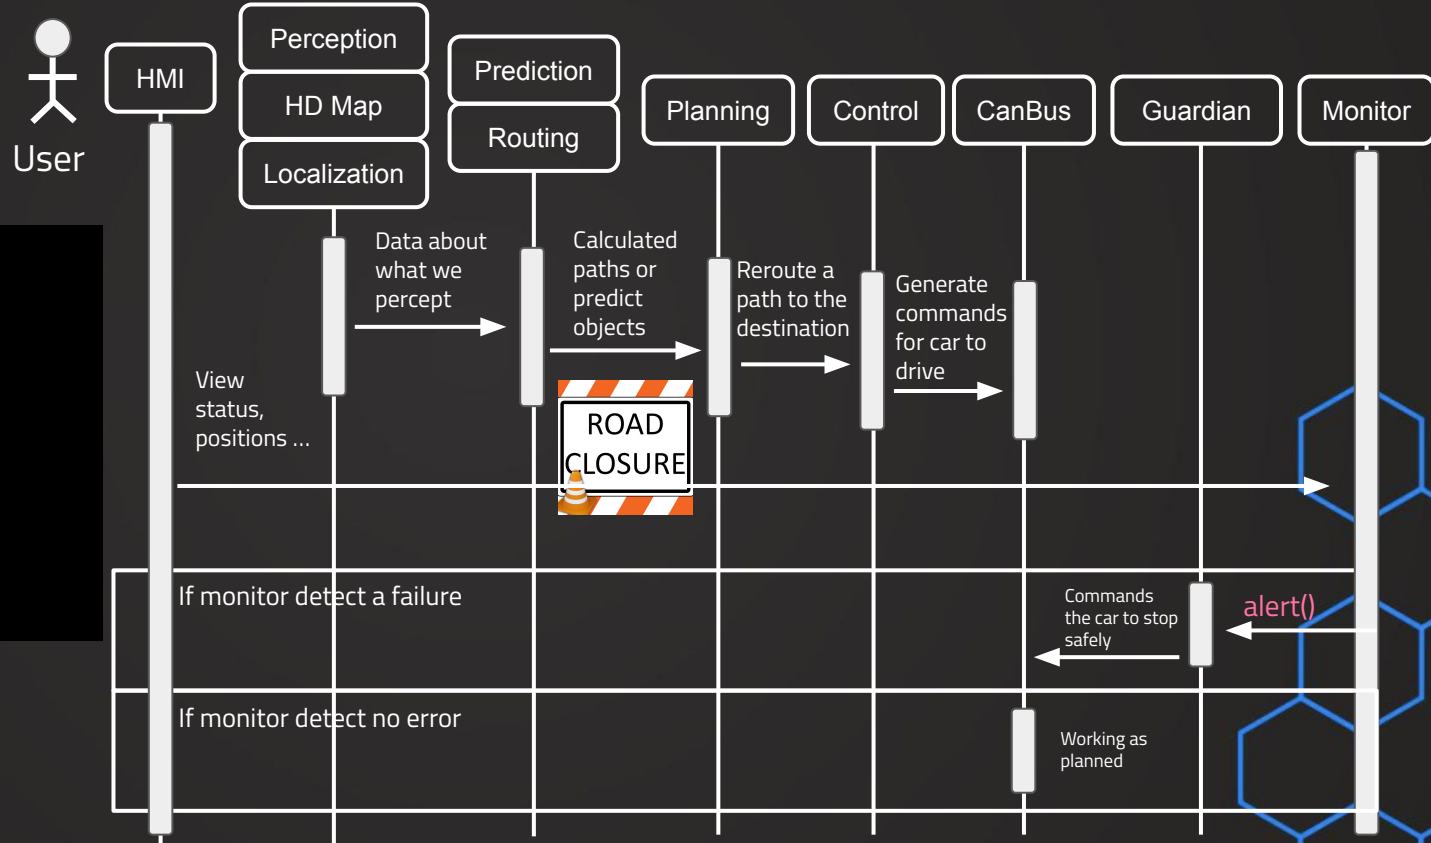 User
HMI
Perception
HD Map
Localization
Prediction
Routing
Planning
Control
CanBus
Guardian
Monitor
Data about
what we
percept
Calculated
paths or
predict
objects
Reroute a
path to the
destination
Generate
commands
for car to
drive
View
status,
positions ...
ROAD
CLOSURE
If monitor detect a failure
Commands
the car to stop
safely
alert()
If monitor detect no error
Working as
planned